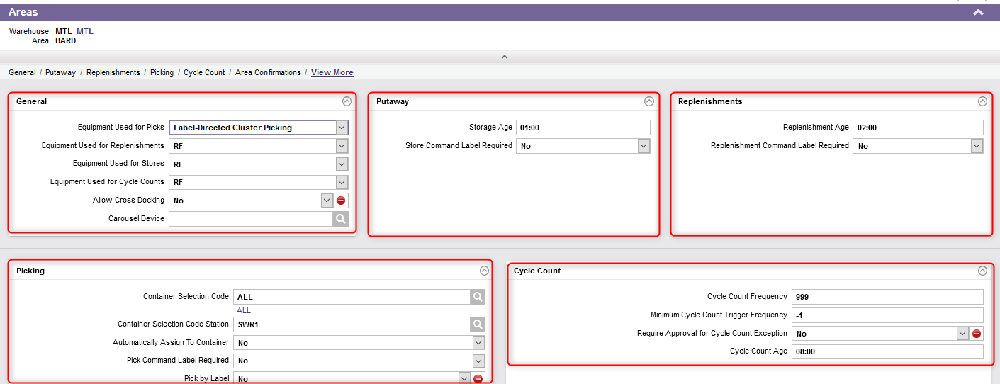 Areas
Warehouse MTL MTL
Area BARD
General / Putaway / Replenishments / Picking / Cycle Count / Area Confirmations / View More
General
Equipment Used for Picks Label-Directed Cluster Picking
Equipment Used for Replenishments RF
Equipment Used for Stores RF
Equipment Used for Cycle Counts RF
Allow Cross Docking No
Carousel Device
Putaway
Storage Age 01:00
Store Command Label Required No
Replenishments
Replenishment Age 02:00
Replenishment Command Label Required No
Picking
Container Selection Code ALL
ALL
Container Selection Code Station SWR1
Automatically Assign To Container No
Pick Command Label Required No
Pick by Label No
Cycle Count
Cycle Count Frequency 999
Minimum Cycle Count Trigger Frequency -1
Require Approval for Cycle Count Exception No
Cycle Count Age 08:00